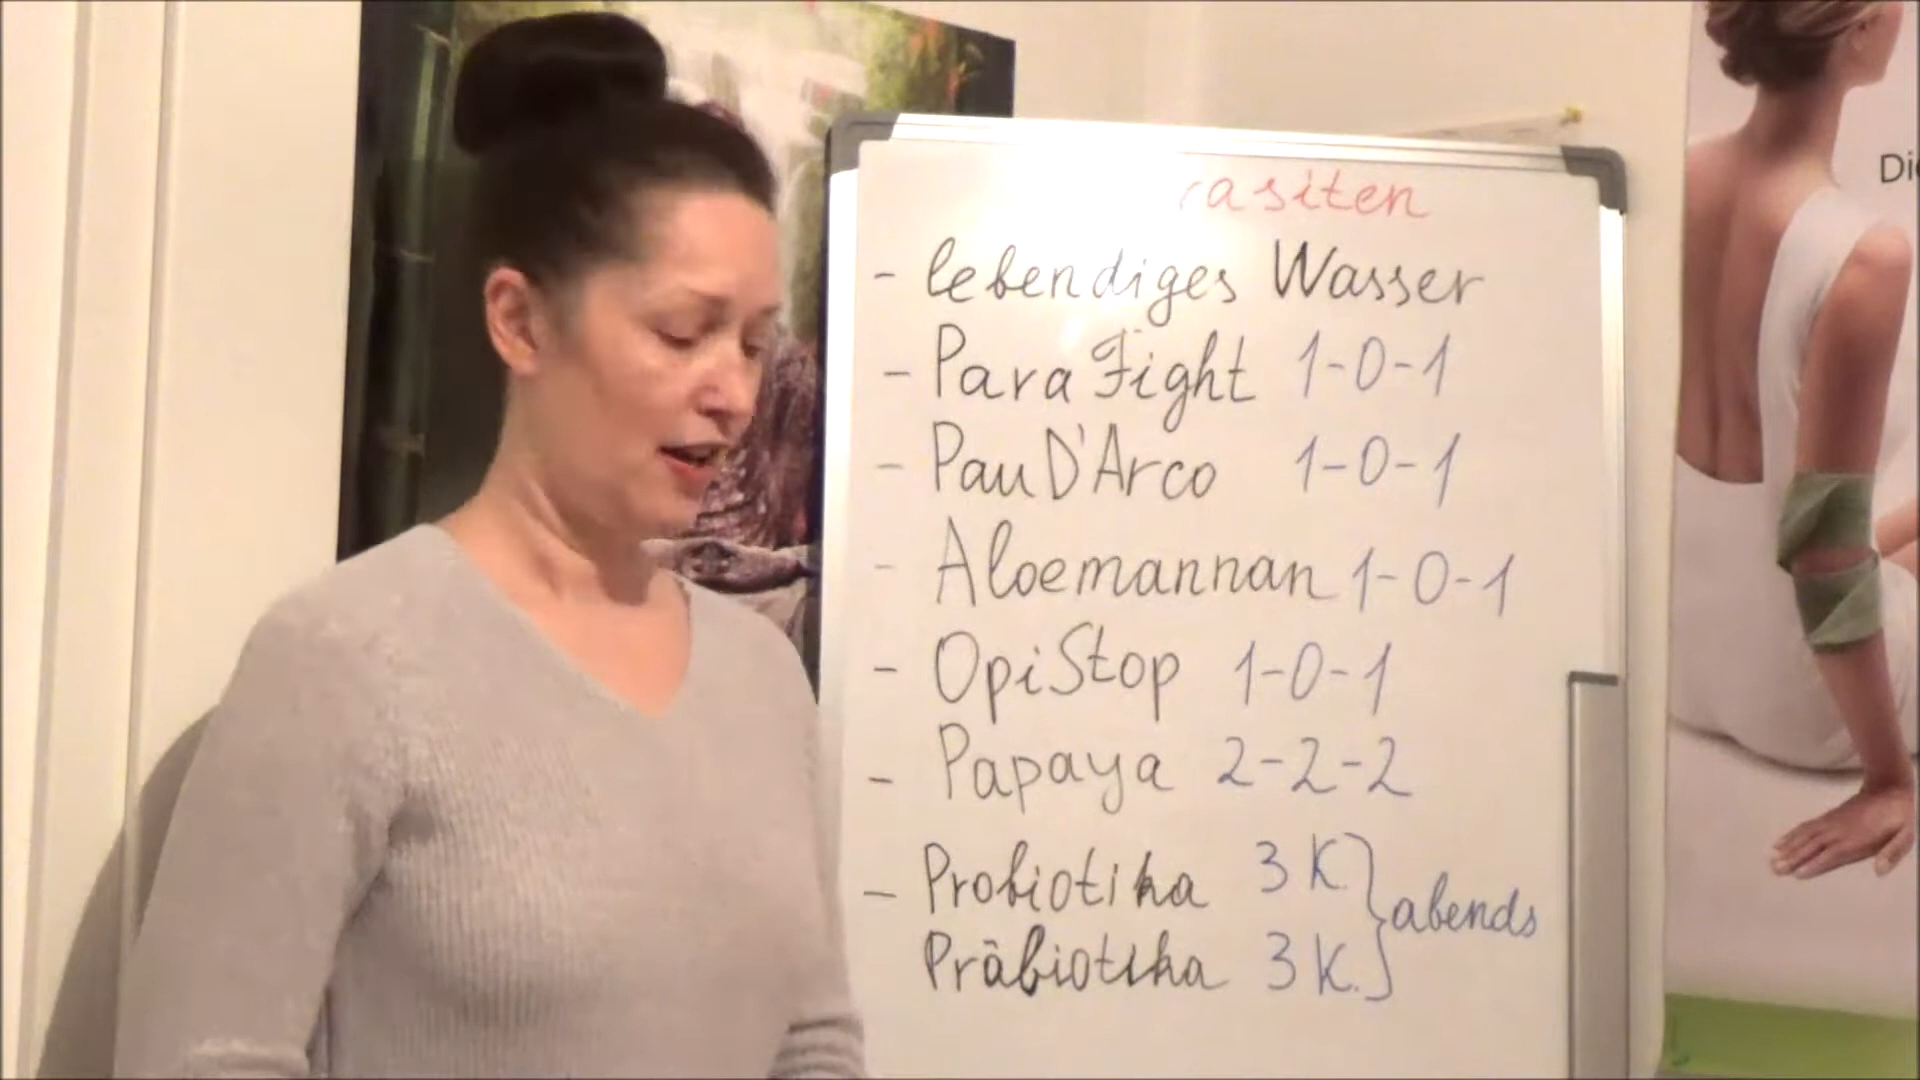 rasiten
- lebendiges Wasser
- ParaFight 1-0-1
- Pau D'Arco 1-0-1
- Aloemannan 1-0-1
- OpiStop 1-0-1
- Papaya 2-2-2
- Probiotika 3 K. } abends
Präbiotika 3 K.
Die